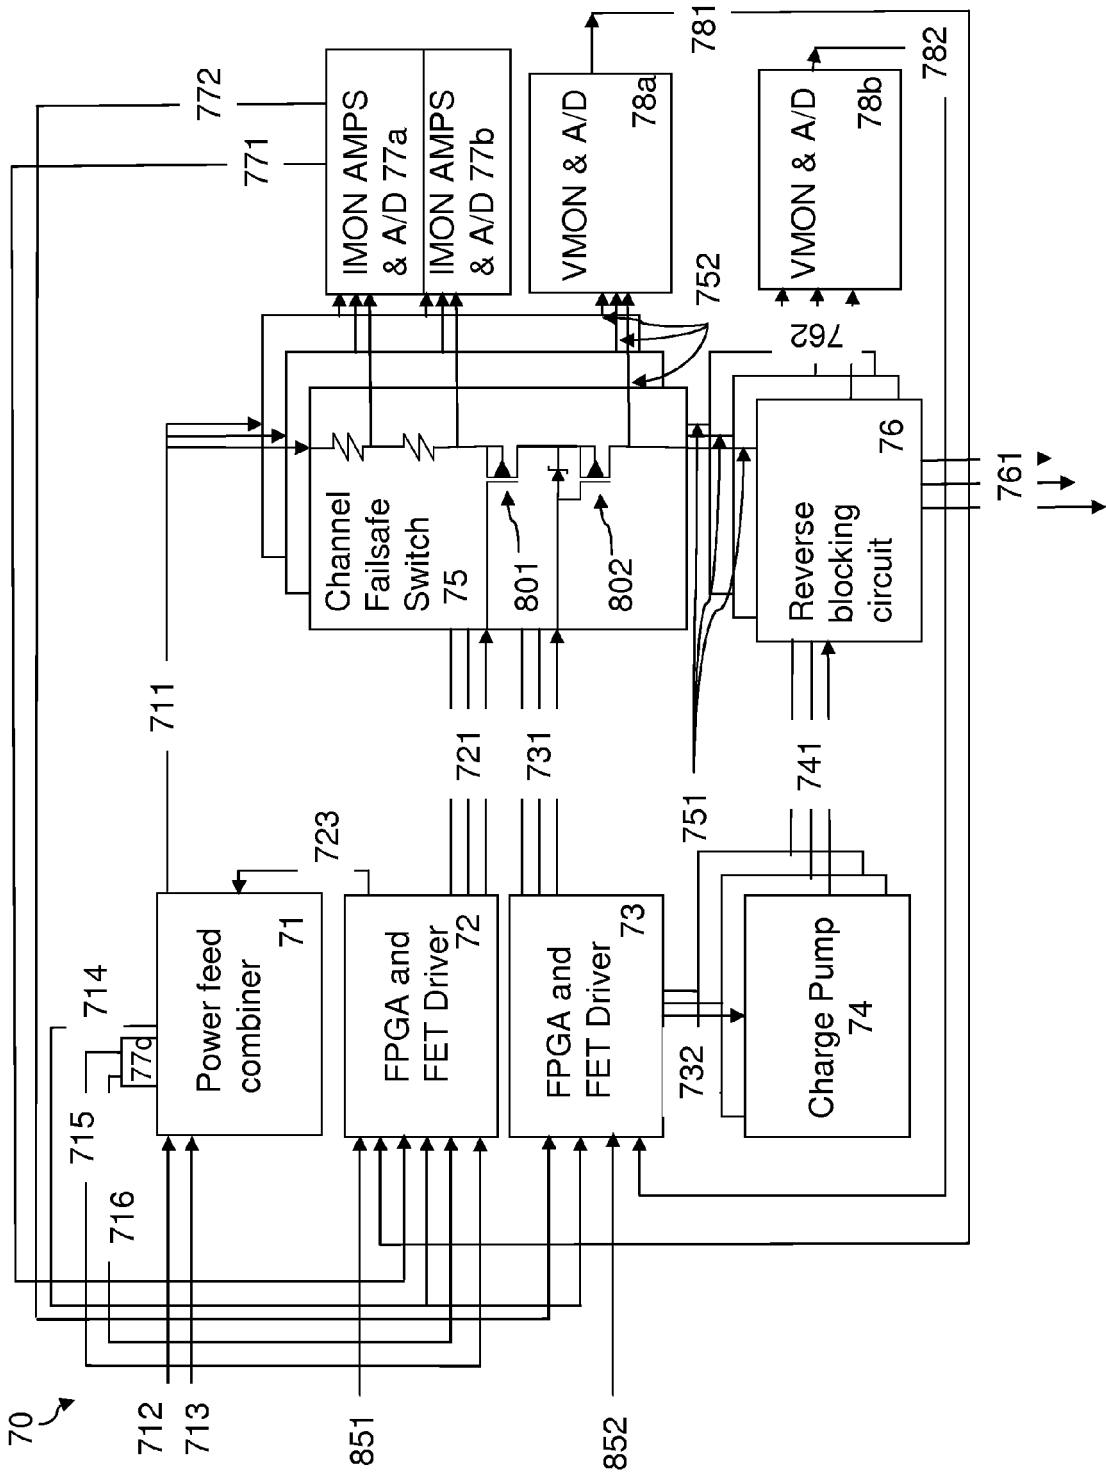 70
712
713
851
852
716
715
714
77c
Power feed
combiner
71
723
FPGA and
FET Driver
72
FPGA and
FET Driver
73
732
Charge Pump
74
711
721
731
751
741
Channel
Failsafe
Switch
75
801
802
Reverse
blocking
circuit
76
761
762
752
772
771
IMON AMPS
& A/D 77a
IMON AMPS
& A/D 77b
VMON & A/D
78a
VMON & A/D
78b
781
782